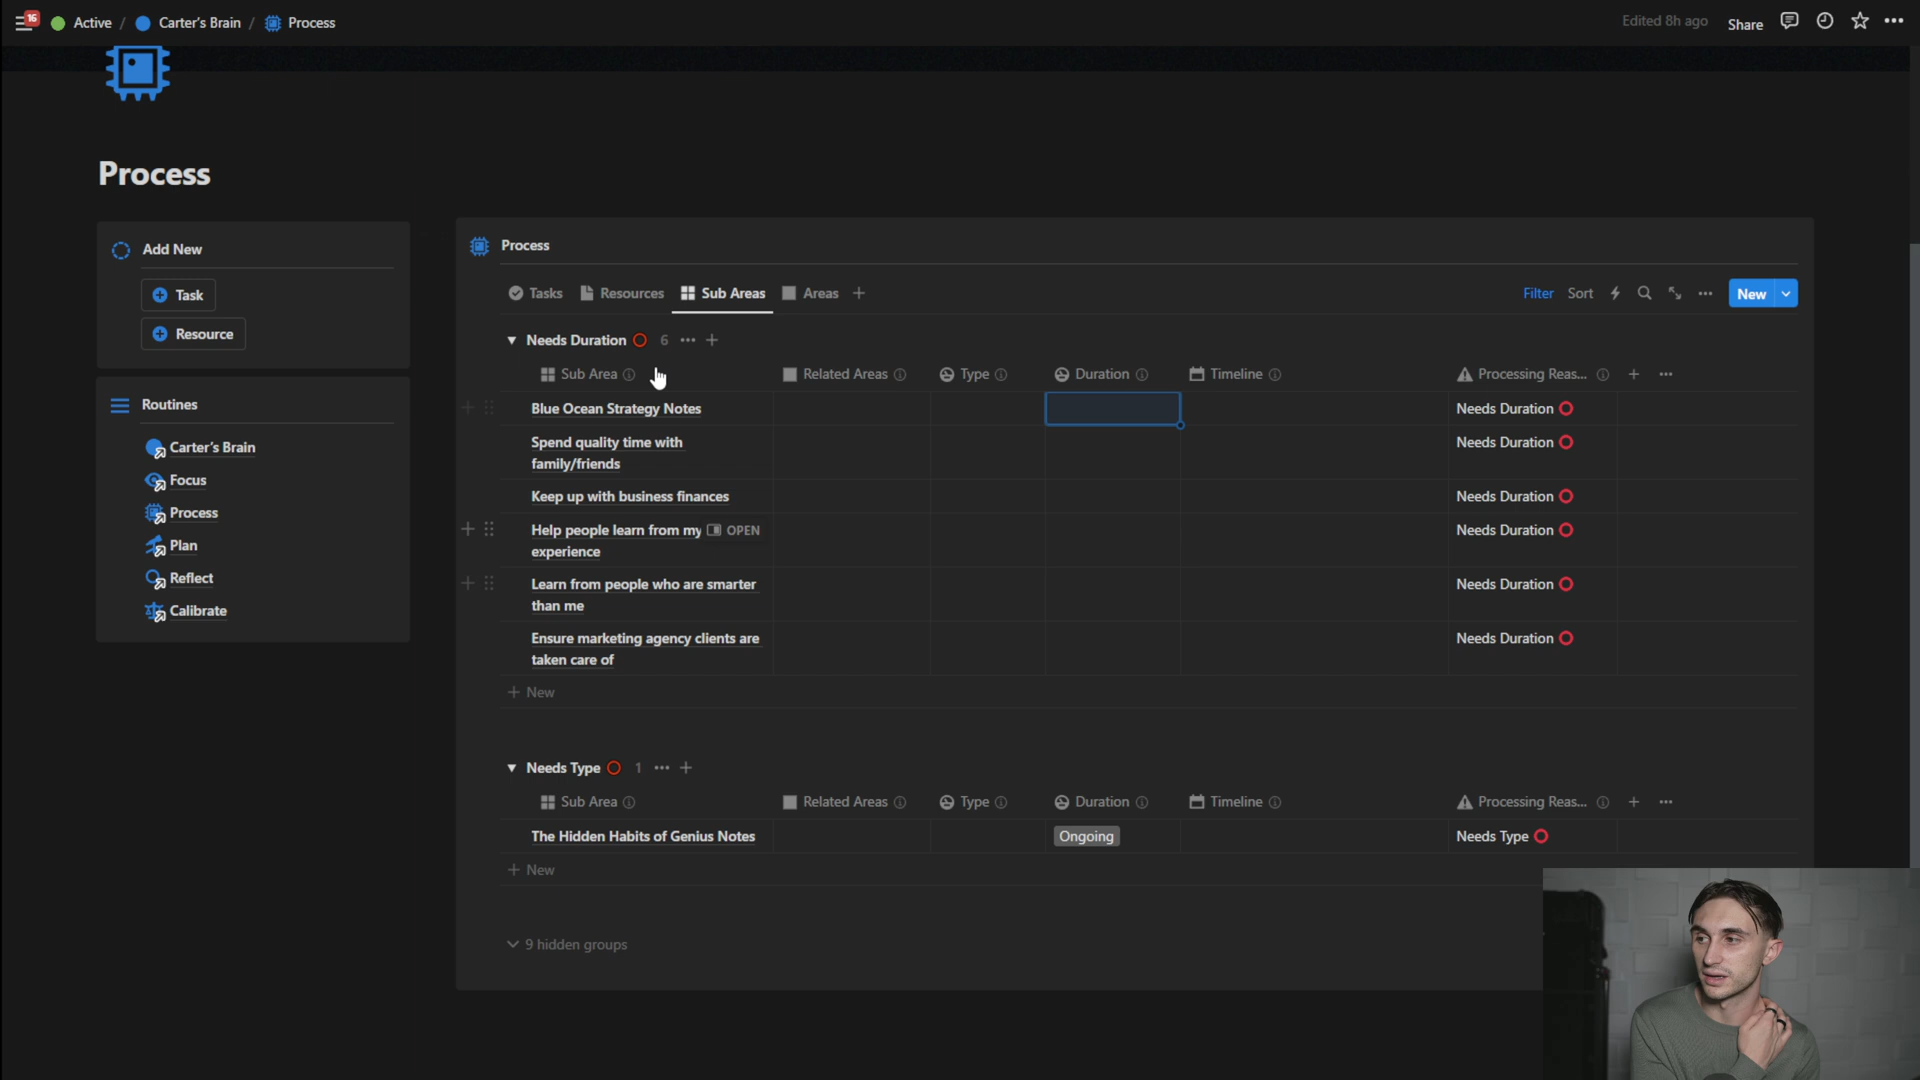 16 Active / Carter's Brain / Process Edited 8h ago Share
Process
Add New
Task
Resource
Routines
Carter's Brain
Focus
Process
Plan
Reflect
Calibrate
Process
Tasks Resources Sub Areas Areas Filter Sort New
Needs Duration 6
Sub Area Related Areas Type Duration Timeline Processing Reas...
Blue Ocean Strategy Notes Needs Duration
Spend quality time with Needs Duration
family/friends
Keep up with business finances Needs Duration
Help people learn from my OPEN Needs Duration
experience
Learn from people who are smarter Needs Duration
than me
Ensure marketing agency clients are Needs Duration
taken care of
New
Needs Type 1
Sub Area Related Areas Type Duration Timeline Processing Reas...
The Hidden Habits of Genius Notes Ongoing Needs Type
New
9 hidden groups